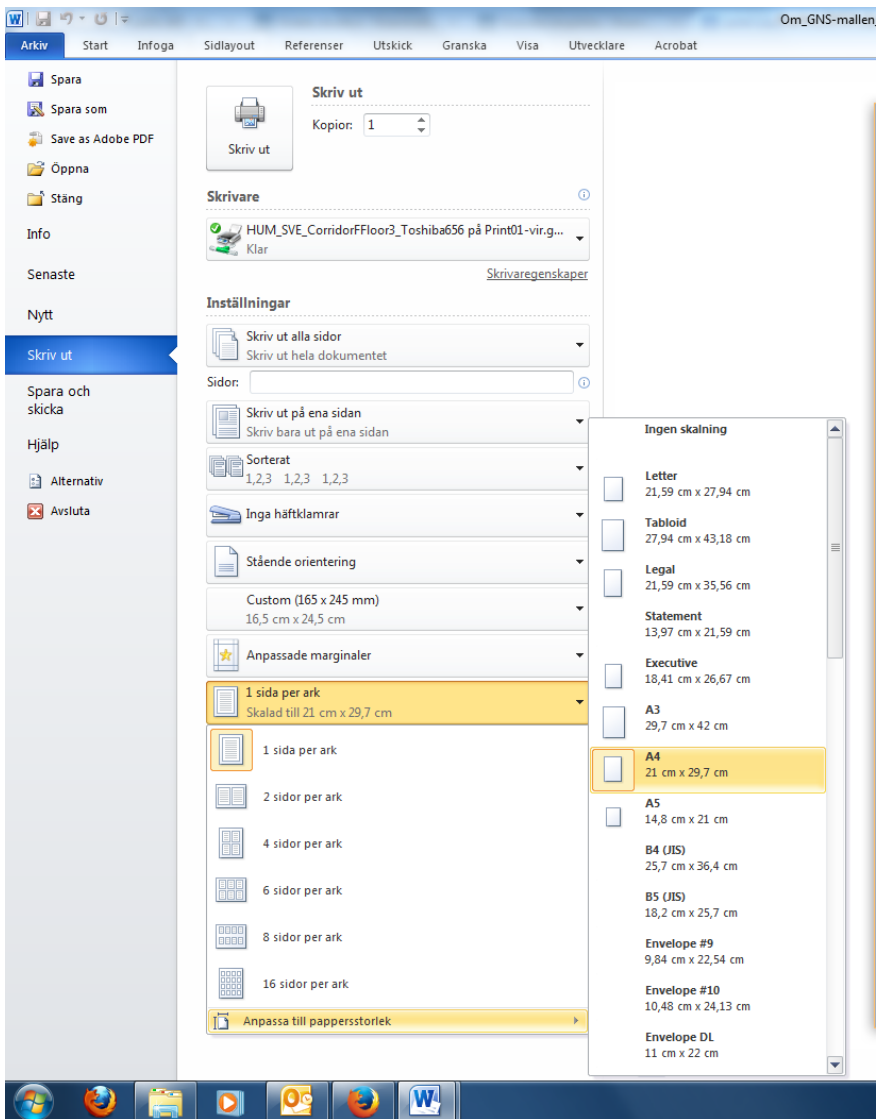 Om_GNS-mallen
Arkiv Start Infoga Sidlayout Referenser Utskick Granska Visa Utvecklare Acrobat
Spara
Spara som
Save as Adobe PDF
Öppna
Stäng
Info
Senaste
Nytt
Skriv ut
Spara och
skicka
Hjälp
Alternativ
Avsluta
Skriv ut
Skriv ut
Kopior: 1
Skrivare
HUM_SVE_CorridorFFloor3_Toshiba656 på Print01-vir.g...
Klar
Skrivaregenskaper
Inställningar
Skriv ut alla sidor
Skriv ut hela dokumentet
Sidor:
Skriv ut på ena sidan
Skriv bara ut på ena sidan
Sorterat
1,2,3 1,2,3 1,2,3
Inga häftklamrar
Stående orientering
Custom (165 x 245 mm)
16,5 cm x 24,5 cm
Anpassade marginaler
1 sida per ark
Skalad till 21 cm x 29,7 cm
1 sida per ark
2 sidor per ark
4 sidor per ark
6 sidor per ark
8 sidor per ark
16 sidor per ark
Anpassa till pappersstorlek
Ingen skalning
Letter
21,59 cm x 27,94 cm
Tabloid
27,94 cm x 43,18 cm
Legal
21,59 cm x 35,56 cm
Statement
13,97 cm x 21,59 cm
Executive
18,41 cm x 26,67 cm
A3
29,7 cm x 42 cm
A4
21 cm x 29,7 cm
A5
14,8 cm x 21 cm
B4 (JIS)
25,7 cm x 36,4 cm
B5 (JIS)
18,2 cm x 25,7 cm
Envelope #9
9,84 cm x 22,54 cm
Envelope #10
10,48 cm x 24,13 cm
Envelope DL
11 cm x 22 cm